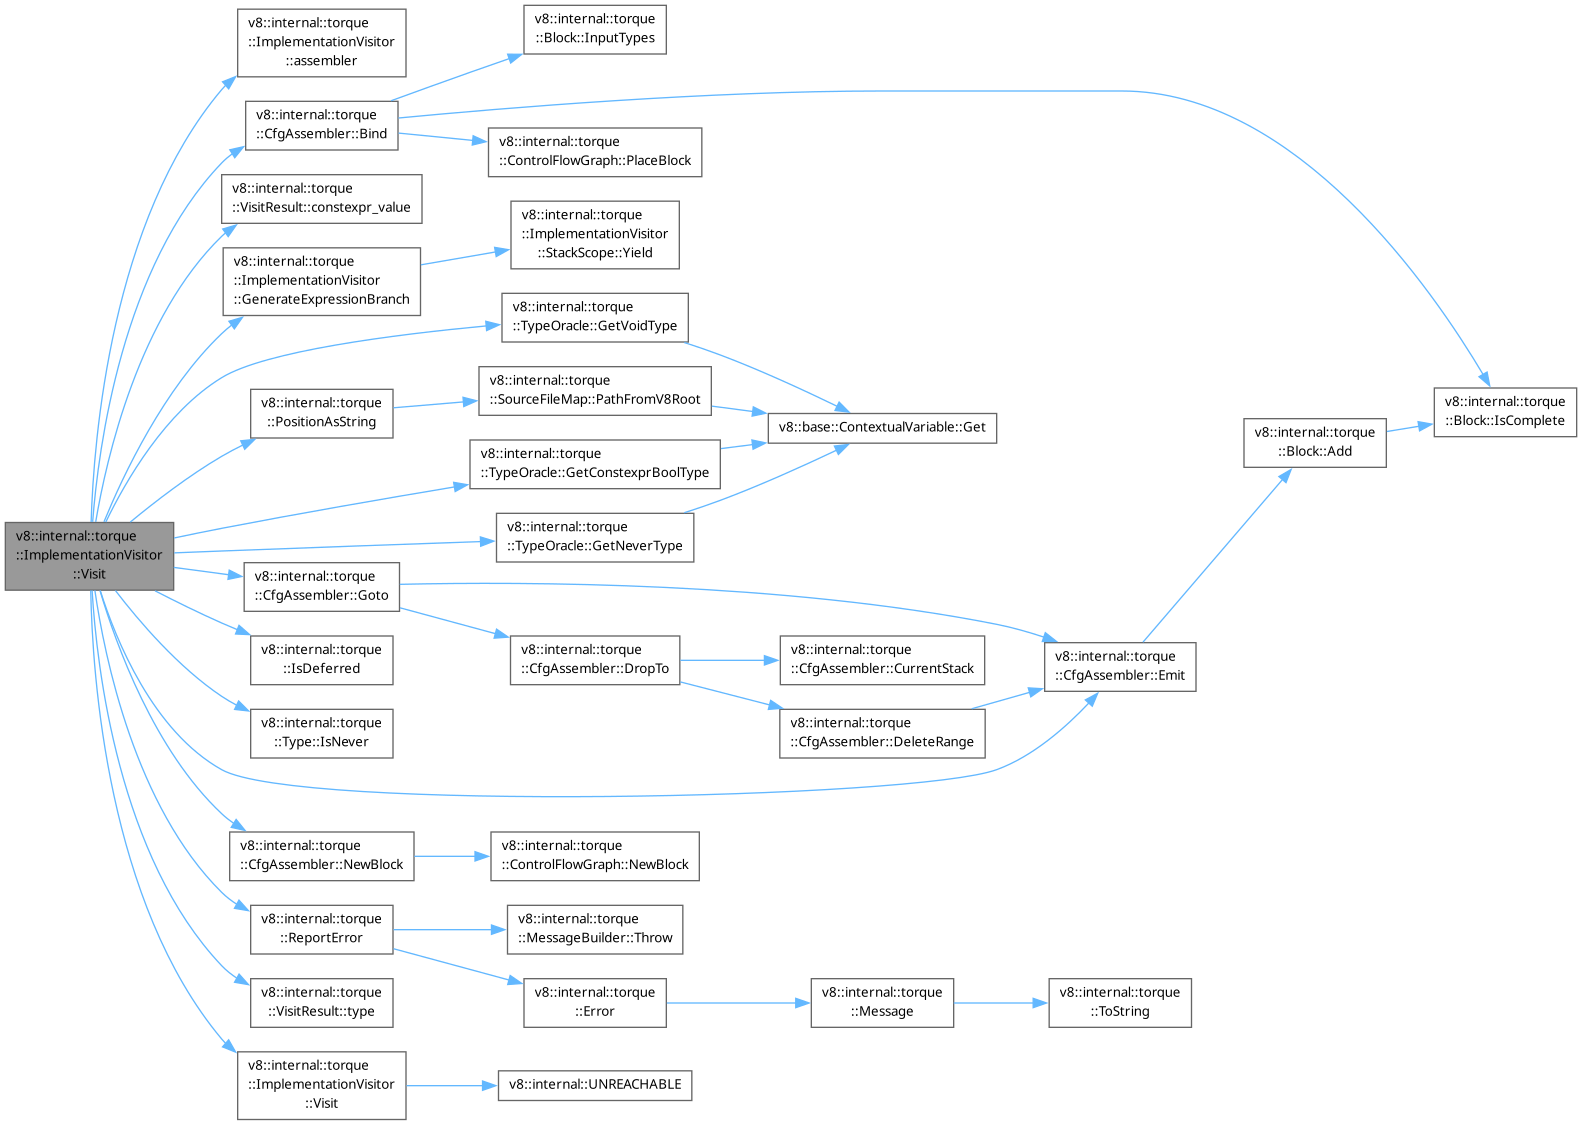 v8::internal::torque
::ImplementationVisitor
::Visit
v8::internal::torque
::ImplementationVisitor
::assembler
v8::internal::torque
::CfgAssembler::Bind
v8::internal::torque
::Block::InputTypes
v8::internal::torque
::ControlFlowGraph::PlaceBlock
v8::internal::torque
::VisitResult::constexpr_value
v8::internal::torque
::ImplementationVisitor
::GenerateExpressionBranch
v8::internal::torque
::ImplementationVisitor
::StackScope::Yield
v8::internal::torque
::TypeOracle::GetVoidType
v8::internal::torque
::PositionAsString
v8::internal::torque
::SourceFileMap::PathFromV8Root
v8::base::ContextualVariable::Get
v8::internal::torque
::TypeOracle::GetConstexprBoolType
v8::internal::torque
::TypeOracle::GetNeverType
v8::internal::torque
::Block::Add
v8::internal::torque
::Block::IsComplete
v8::internal::torque
::CfgAssembler::Goto
v8::internal::torque
::IsDeferred
v8::internal::torque
::CfgAssembler::DropTo
v8::internal::torque
::CfgAssembler::CurrentStack
v8::internal::torque
::CfgAssembler::Emit
v8::internal::torque
::Type::IsNever
v8::internal::torque
::CfgAssembler::DeleteRange
v8::internal::torque
::CfgAssembler::NewBlock
v8::internal::torque
::ControlFlowGraph::NewBlock
v8::internal::torque
::ReportError
v8::internal::torque
::MessageBuilder::Throw
v8::internal::torque
::VisitResult::type
v8::internal::torque
::Error
v8::internal::torque
::Message
v8::internal::torque
::ToString
v8::internal::torque
::ImplementationVisitor
::Visit
v8::internal::UNREACHABLE